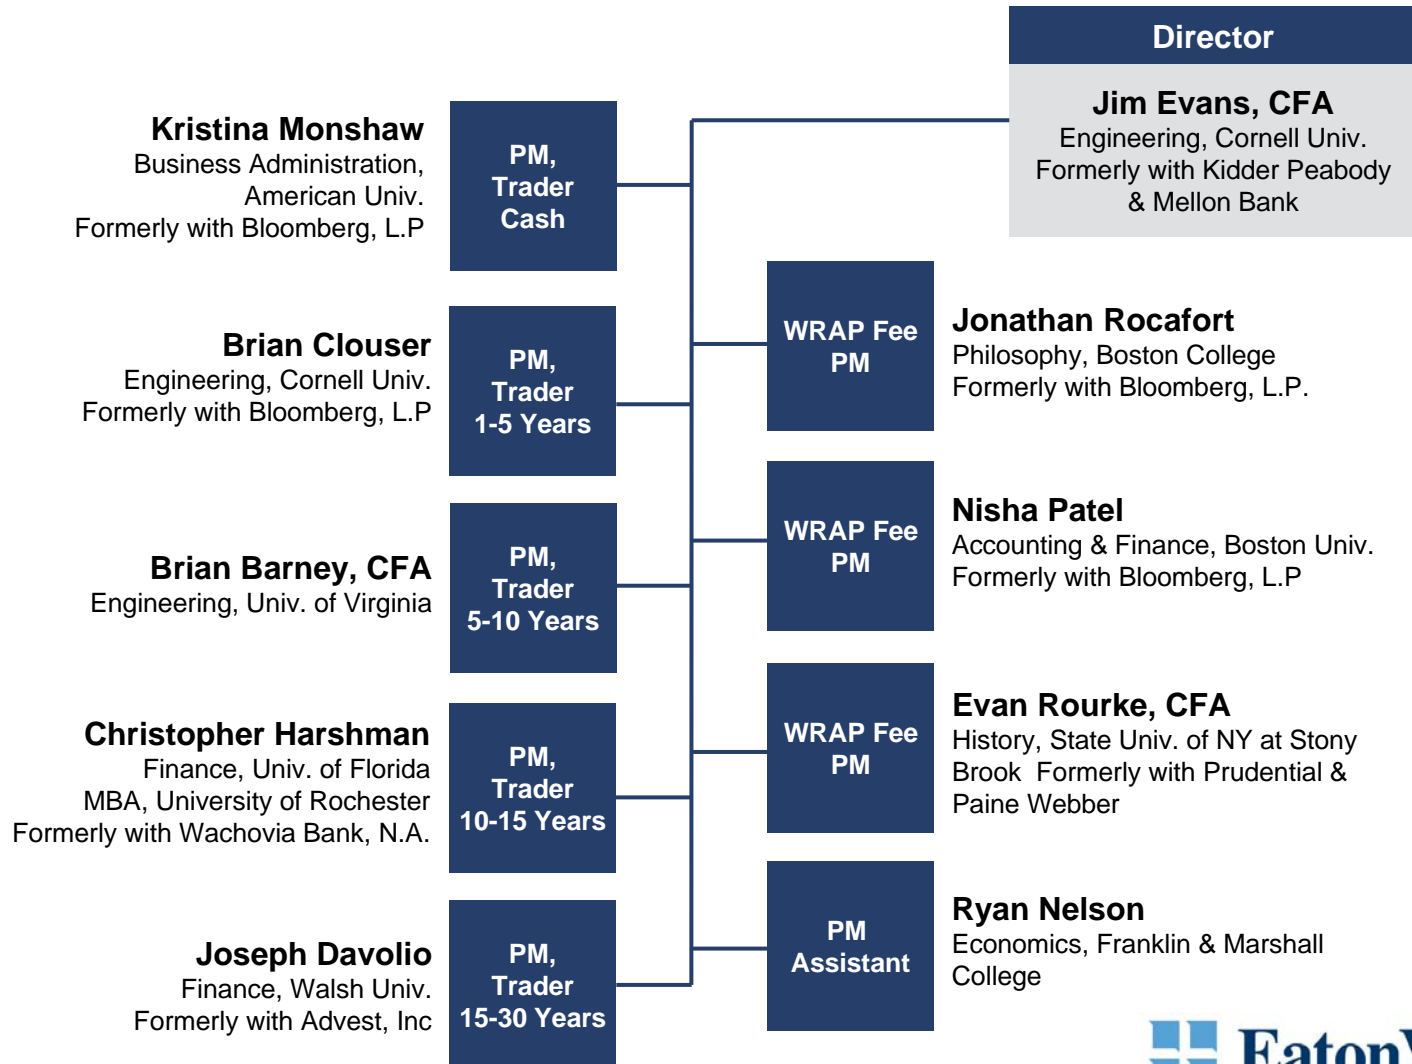 Director
Jim Evans, CFA
Engineering, Cornell Univ.
Formerly with Kidder Peabody
& Mellon Bank
Kristina Monshaw
Business Administration,
American Univ.
Formerly with Bloomberg, L.P
PM,
Trader
Cash
Brian Clouser
Engineering, Cornell Univ.
Formerly with Bloomberg, L.P
PM,
Trader
1-5 Years
Brian Barney, CFA
Engineering, Univ. of Virginia
PM,
Trader
5-10 Years
Christopher Harshman
Finance, Univ. of Florida
MBA, University of Rochester
Formerly with Wachovia Bank, N.A.
PM,
Trader
10-15 Years
Joseph Davolio
Finance, Walsh Univ.
Formerly with Advest, Inc
PM,
Trader
15-30 Years
WRAP Fee
PM
Jonathan Rocafort
Philosophy, Boston College
Formerly with Bloomberg, L.P.
WRAP Fee
PM
Nisha Patel
Accounting & Finance, Boston Univ.
Formerly with Bloomberg, L.P
WRAP Fee
PM
Evan Rourke, CFA
History, State Univ. of NY at Stony
Brook  Formerly with Prudential &
Paine Webber
PM
Assistant
Ryan Nelson
Economics, Franklin & Marshall
College
Eaton